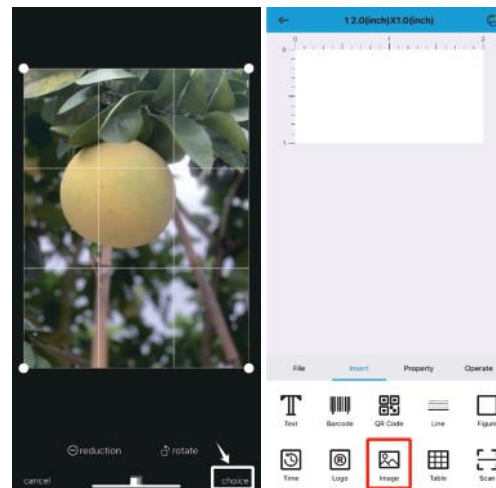 reduction
rotate
cancel
choice
1 2.0(inch)X1.0(inch)
0 1 2
0
1
File Insert Property Operate
Text Barcode QR Code Line Figure
Time Logo Image Table Scan